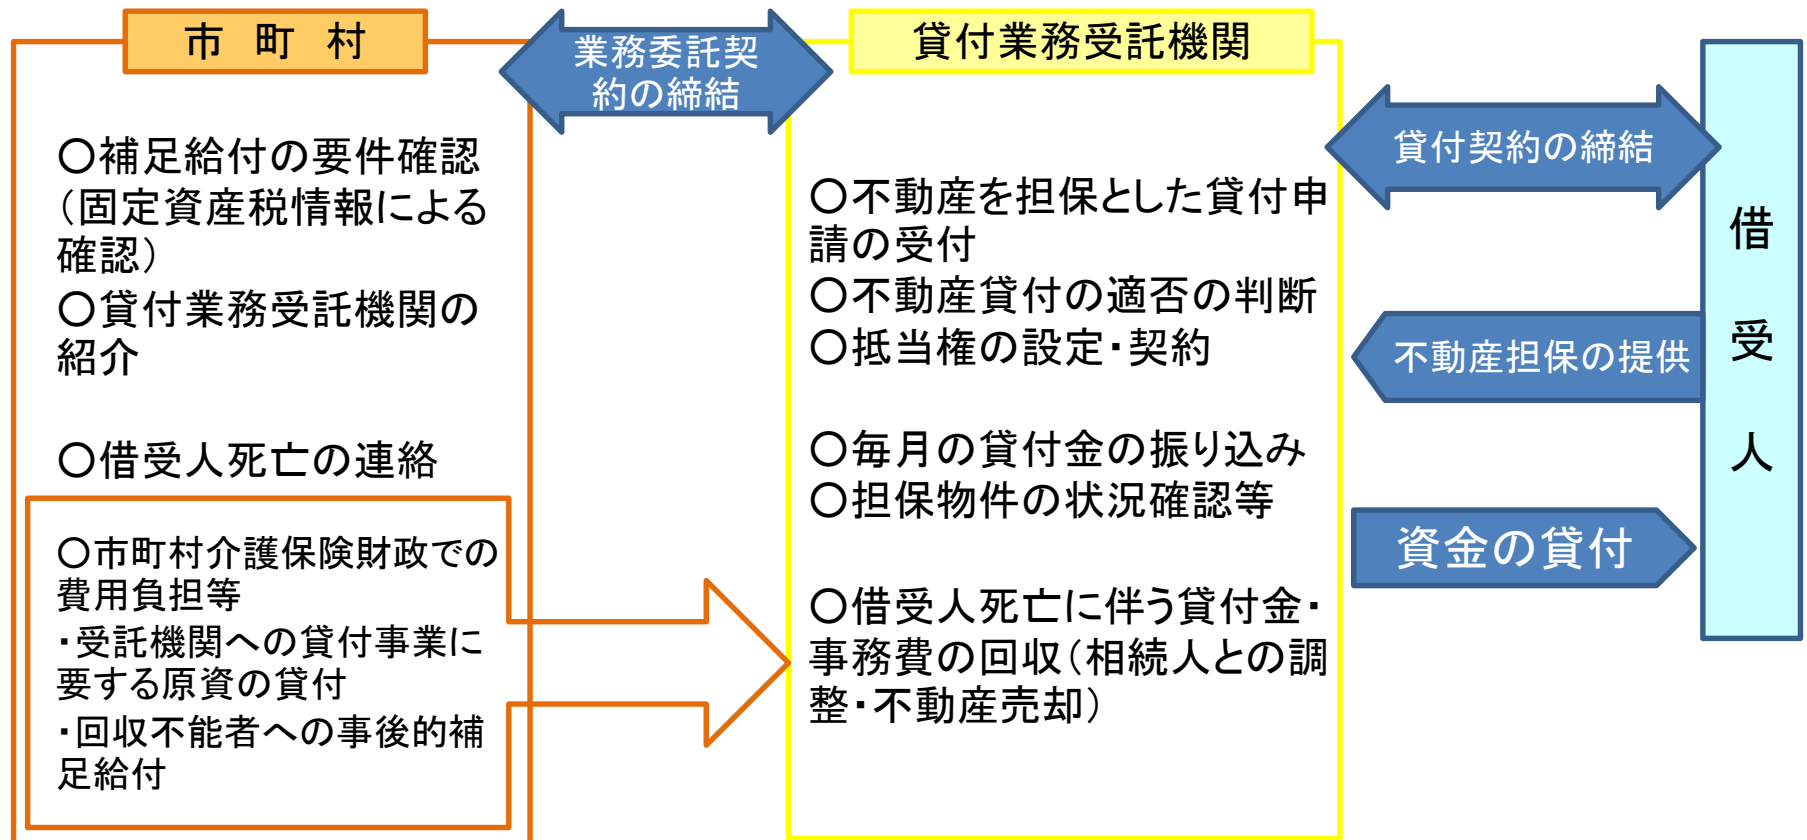 市 町 村
○補足給付の要件確認
（固定資産税情報による
確認）
○貸付業務受託機関の
紹介
○借受人死亡の連絡
○市町村介護保険財政での
費用負担等
・受託機関への貸付事業に
要する原資の貸付
・回収不能者への事後的補
足給付
業務委託契
約の締結
貸付業務受託機関
○不動産を担保とした貸付申
請の受付
○不動産貸付の適否の判断
○抵当権の設定・契約
○毎月の貸付金の振り込み
○担保物件の状況確認等
○借受人死亡に伴う貸付金・
事務費の回収（相続人との調
整・不動産売却）
貸付契約の締結
不動産担保の提供
資金の貸付
借受人